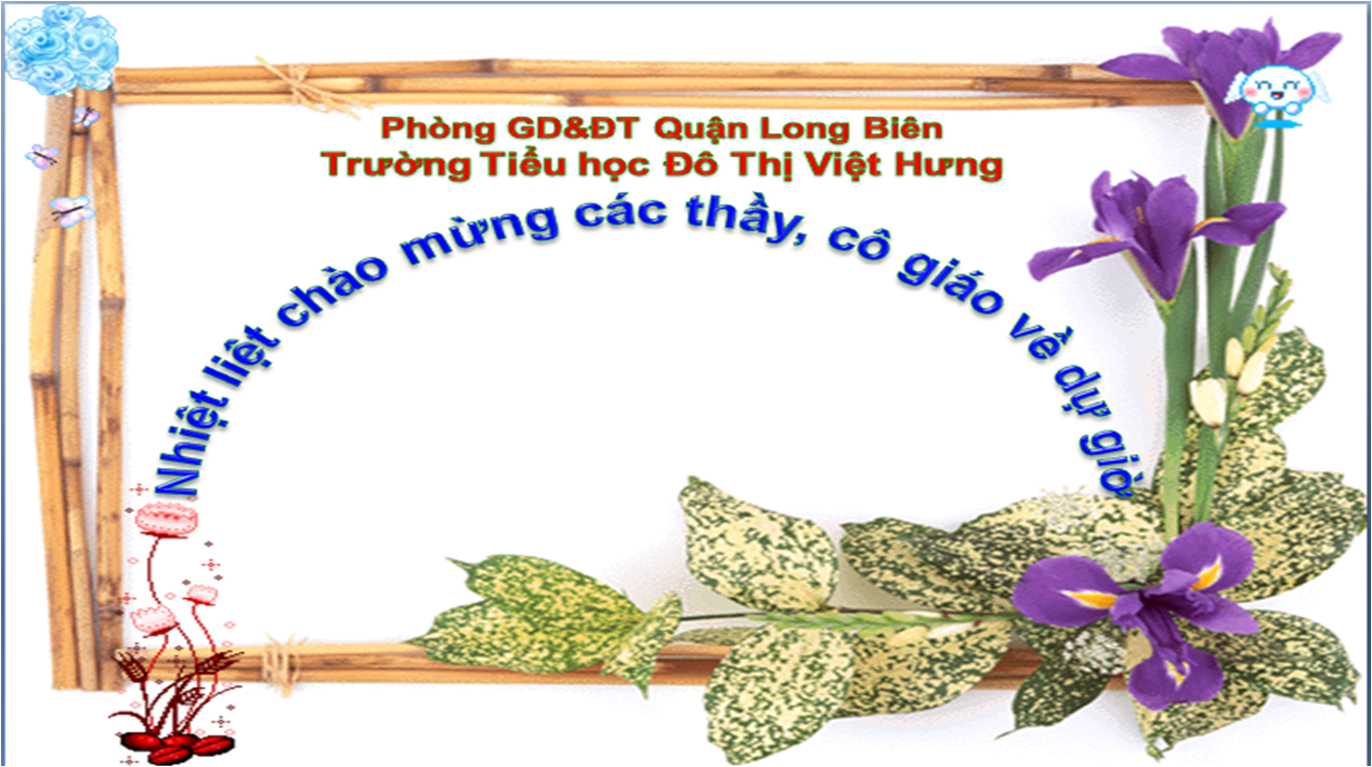 Phòng GD&ĐT Quận Long Biên
Trường Tiểu học Đô Thị Việt Hưng
Nhiệt liệt chào mừng các thầy, cô giáo về dự giờ